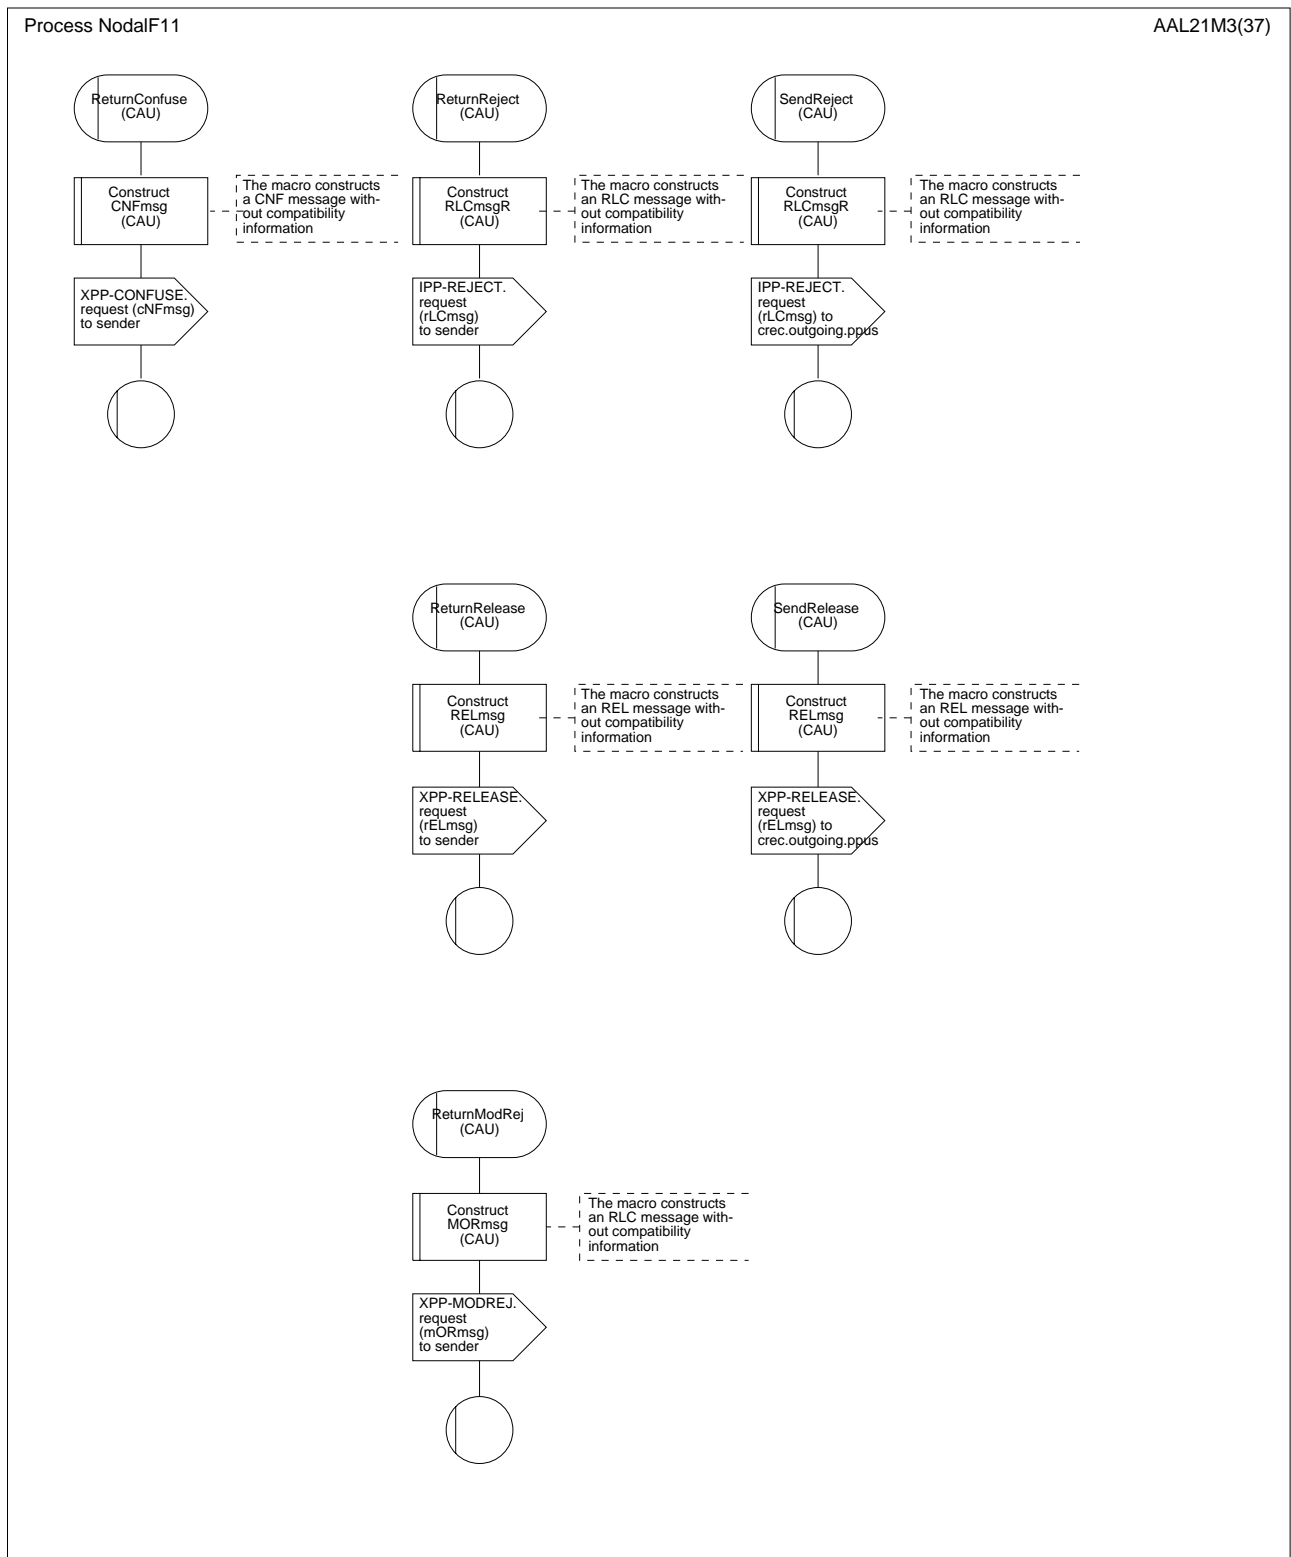 Process NodalF11
AAL21M3(37)
ReturnConfuse
(CAU)
Construct
CNFmsg
(CAU)
The macro constructs
a CNF message with-
out compatibility
information
XPP-CONFUSE.
request (cNFmsg)
to sender
ReturnReject
(CAU)
Construct
RLCmsgR
(CAU)
The macro constructs
an RLC message with-
out compatibility
information
IPP-REJECT.
request
(rLCmsg)
to sender
SendReject
(CAU)
Construct
RLCmsgR
(CAU)
The macro constructs
an RLC message with-
out compatibility
information
IPP-REJECT.
request
(rLCmsg) to
crec.outgoing.ppus
ReturnRelease
(CAU)
Construct
RELmsg
(CAU)
The macro constructs
an REL message with-
out compatibility
information
XPP-RELEASE.
request
(rELmsg)
to sender
SendRelease
(CAU)
Construct
RELmsg
(CAU)
The macro constructs
an REL message with-
out compatibility
information
XPP-RELEASE.
request
(rELmsg) to
crec.outgoing.ppus
ReturnModRej
(CAU)
Construct
MORmsg
(CAU)
The macro constructs
an RLC message with-
out compatibility
information
XPP-MODREJ.
request
(mORmsg)
to sender